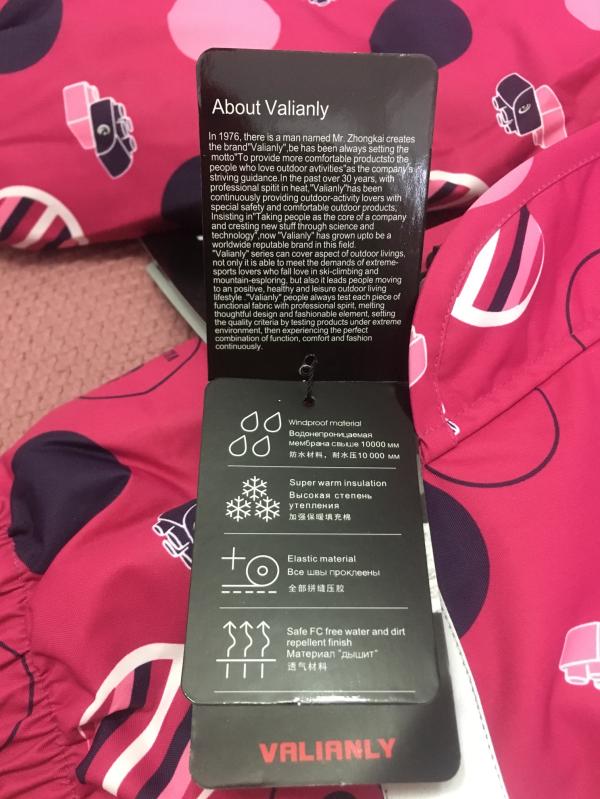 About Valianly
In 1976, there is a man named Mr. Zhongkai creates
the brand"Valianly",be has been always setting the
motto"To provide more comfortable productsto the
people who love outdoor avtivities"as the company's
striving guidance.In the past over 30 years, with
professional spitit in heat,"Valianly"has been
continuously providing outdoor-activity lovers with
special safety and comfortable outdoor products,
Insisting in"Taking people as the core of a company
and cresting new stuff through science and
technology",now "Valianly" has grown upto be a
worldwide reputable brand in this field.
"Valianly" series can cover aspect of outdoor livings,
not only it is able to meet the demands of extreme-
sports lovers who fall love in ski-climbing and
mountain-esploring, but also it leads people moving
to an positive, healthy and leisure outdoor living
lifestyle ."Valianly" people always test each piece of
functional fabric with professional spirit, melting
thoughtful design and fashionable element, setting
the quality criteria by testing products under extreme
environment, then experiencing the perfect
combination of function, comfort and fashion
continuously.
Windproof material
Водонепроницаемая
мембрана свыше 10000 мм
防水材料，耐水压10 000 мм
Super warm insulation
Высокая степень
утепления
加强保暖填充棉
Elastic material
Все швы проклеены
全部拼缝压胶
Safe FC free water and dirt
repellent finish
Материал "дышит"
透气材料
VALIANLY